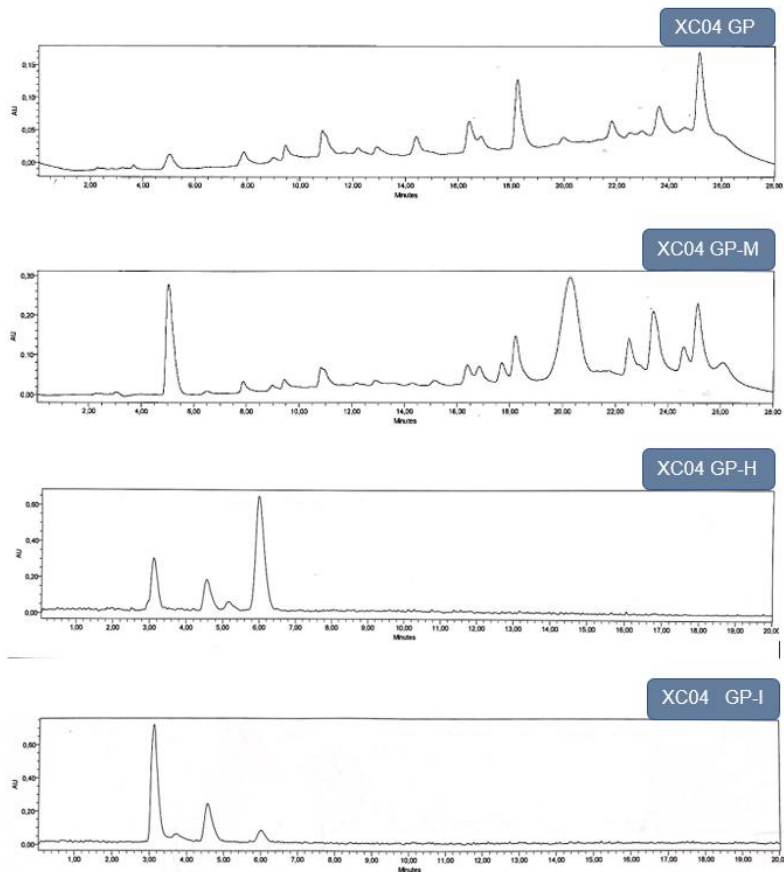 XC04 GP
AU
0,15
0,10
0,05
0,00
2,00 4,00 6,00 8,00 10,00 12,00 14,00 16,00 18,00 20,00 22,00 24,00 26,00 28,00
Minutes
XC04 GP-M
AU
0,30
0,20
0,10
0,00
2,00 4,00 6,00 8,00 10,00 12,00 14,00 16,00 18,00 20,00 22,00 24,00 26,00 28,00
Minutes
XC04 GP-H
AU
0,60
0,40
0,20
0,00
1,00 2,00 3,00 4,00 5,00 6,00 7,00 8,00 9,00 10,00 11,00 12,00 13,00 14,00 15,00 16,00 17,00 18,00 19,00 20,00
Minutes
XC04 GP-I
AU
0,60
0,40
0,20
0,00
1,00 2,00 3,00 4,00 5,00 6,00 7,00 8,00 9,00 10,00 11,00 12,00 13,00 14,00 15,00 16,00 17,00 18,00 19,00 20,0
Minutes